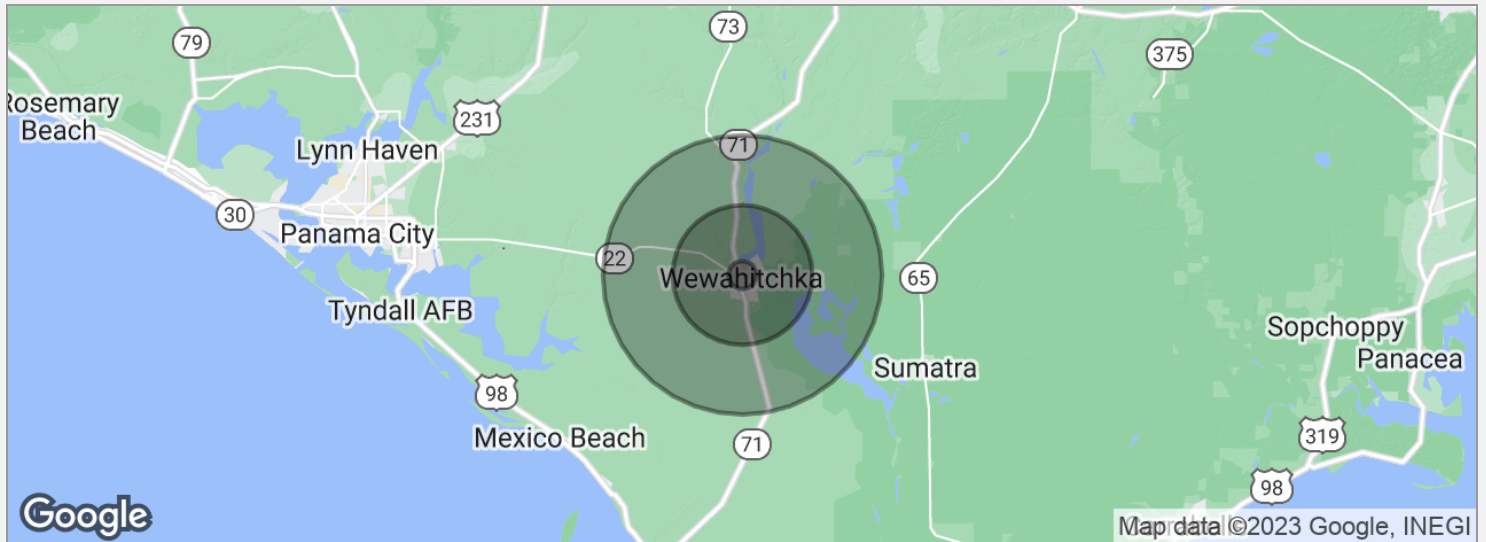 79
73
375
Rosemary
Beach
231
Lynn Haven
71
30
Panama City
22
Wewahitchka
65
Tyndall AFB
Sopchoppy
Panacea
Sumatra
98
Mexico Beach
71
319
98
Google
Map data ©2023 Google, INEGI